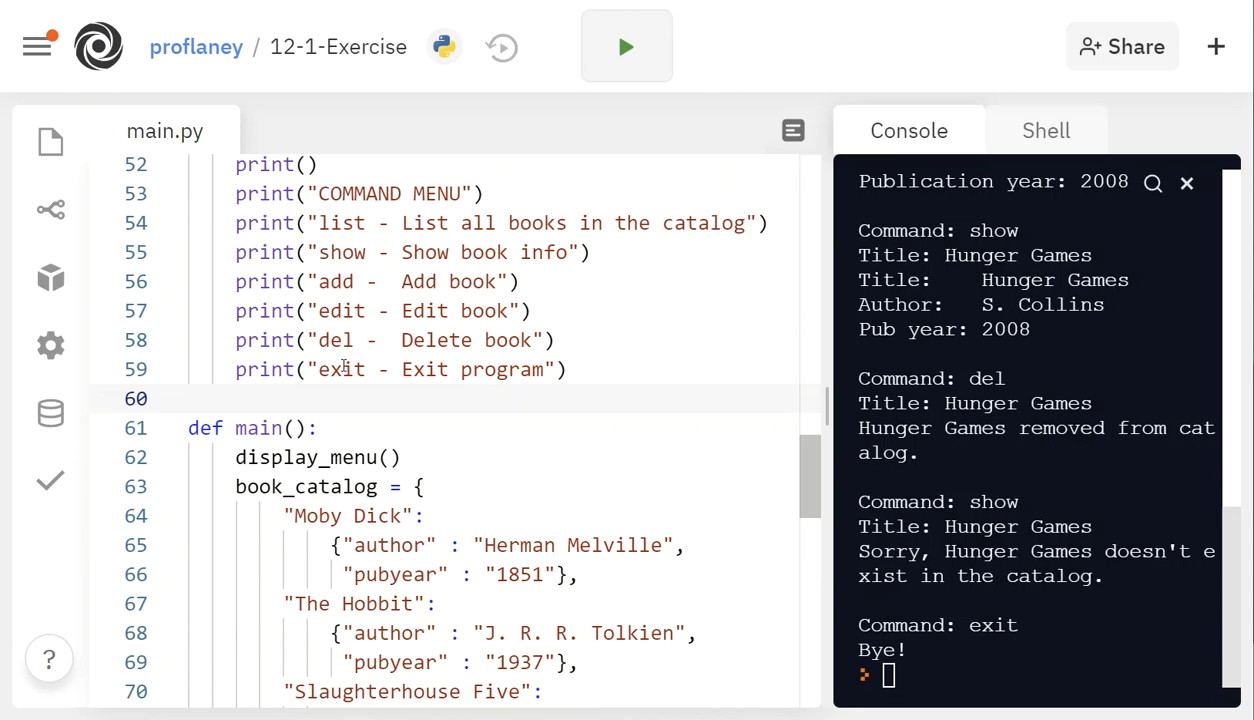 proflaney / 12-1-Exercise
Share
main.py
Console
Shell
52 print()
53 print("COMMAND MENU")
54 print("list - List all books in the catalog")
55 print("show - Show book info")
56 print("add -  Add book")
57 print("edit - Edit book")
58 print("del -  Delete book")
59 print("exit - Exit program")
60
61 def main():
62 display_menu()
63 book_catalog = {
64 "Moby Dick":
65 {"author" : "Herman Melville",
66 "pubyear" : "1851"},
67 "The Hobbit":
68 {"author" : "J. R. R. Tolkien",
69 "pubyear" : "1937"},
70 "Slaughterhouse Five":
?
Publication year: 2008
Command: show
Title: Hunger Games
Title:    Hunger Games
Author:   S. Collins
Pub year: 2008
Command: del
Title: Hunger Games
Hunger Games removed from cat
alog.
Command: show
Title: Hunger Games
Sorry, Hunger Games doesn't e
xist in the catalog.
Command: exit
Bye!